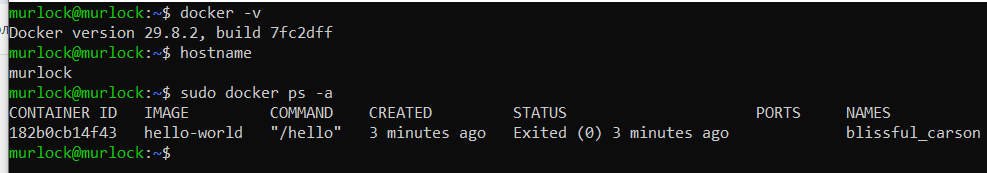 murlock@murlock:~$ docker -v
Docker version 29.8.2, build 7fc2dff
murlock@murlock:~$ hostname
murlock
murlock@murlock:~$ sudo docker ps -a
CONTAINER ID   IMAGE         COMMAND    CREATED         STATUS                     PORTS     NAMES
182b0cb14f43   hello-world   "/hello"   3 minutes ago   Exited (0) 3 minutes ago             blissful_carson
murlock@murlock:~$